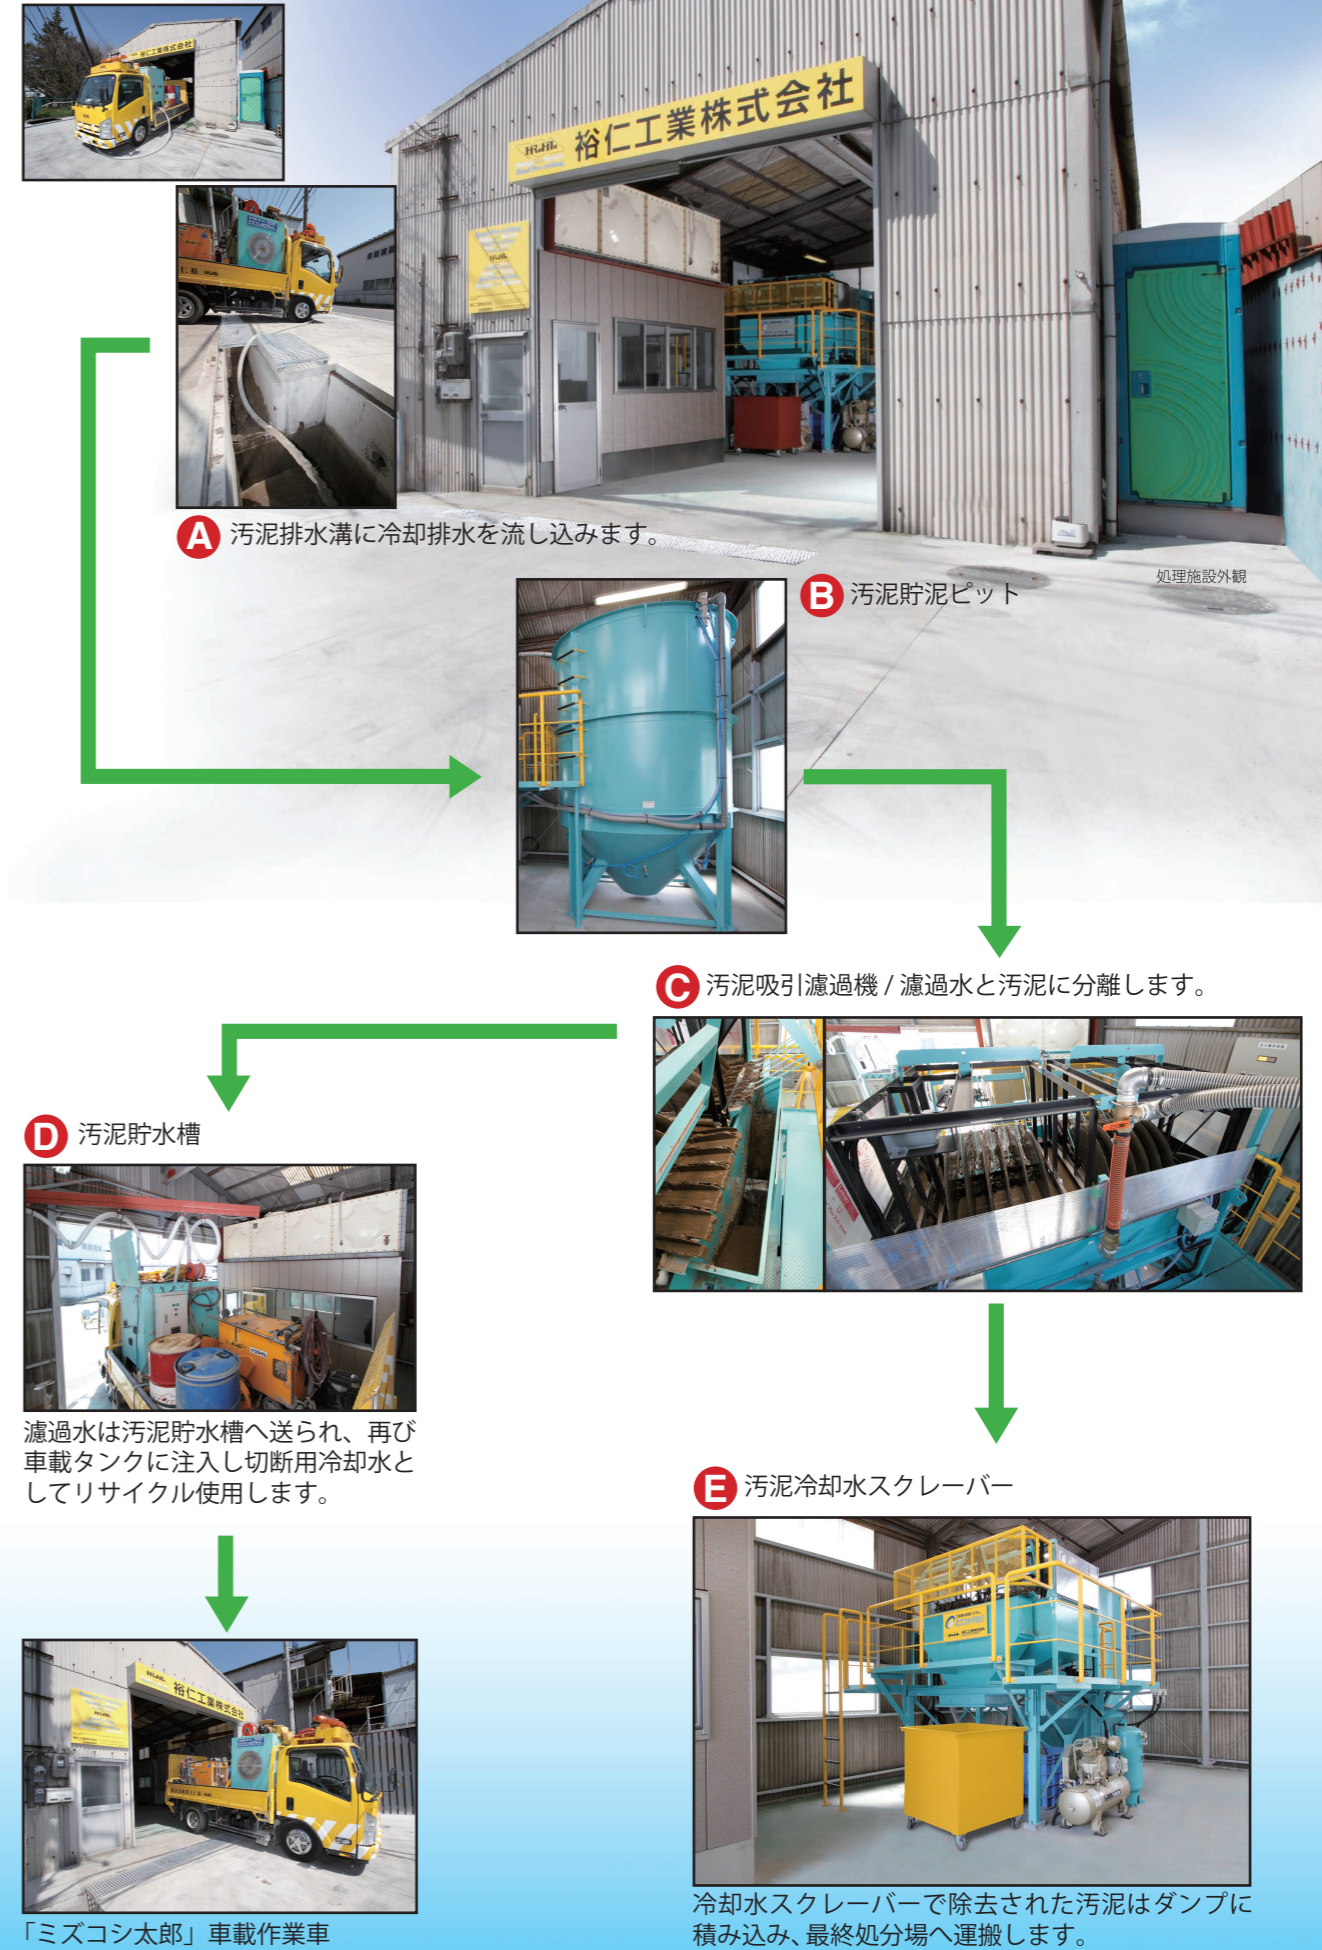 裕仁工業株式会社
裕仁工業株式会社
A 汚泥排水溝に冷却排水を流し込みます。
処理施設外観
B 汚泥貯泥ピット
C 汚泥吸引濾過機 / 濾過水と汚泥に分離します。
D 汚泥貯水槽
濾過水は汚泥貯水槽へ送られ、再び
車載タンクに注入し切断用冷却水と
してリサイクル使用します。
E 汚泥冷却水スクレーバー
裕仁工業株式会社
「ミズコシ太郎」車載作業車
冷却水スクレーバーで除去された汚泥はダンプに
積み込み、最終処分場へ運搬します。